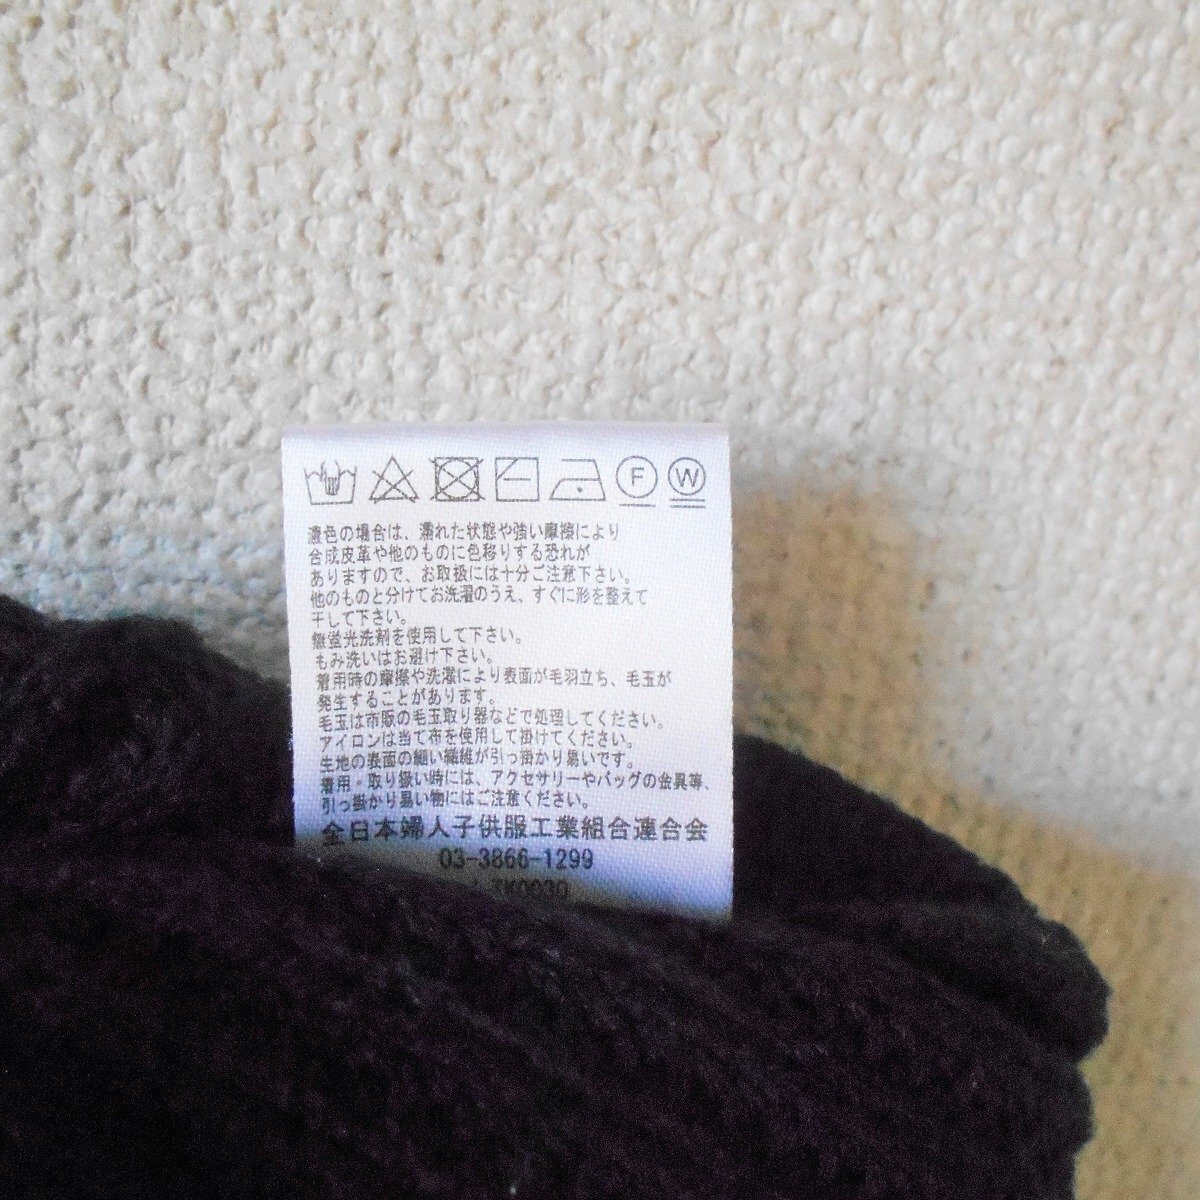 F W
濃色の場合は、濡れた状態や強い摩擦により
合成皮革や他のものに色移りする恐れが
ありますので、お取扱には十分ご注意下さい。
他のものと分けてお洗濯のうえ、すぐに形を整えて
干して下さい。
無蛍光洗剤を使用して下さい。
もみ洗いはお避け下さい。
着用時の摩擦や洗濯により表面が毛羽立ち、毛玉が
発生することがあります。
毛玉は市販の毛玉取り器などで処理してください。
アイロンは当て布を使用して掛けてください。
生地の表面の細い繊維が引っ掛かり易いです。
着用・取り扱い時には、アクセサリーやバッグの金具等、
引っ掛かり易い物にはご注意ください。
全日本婦人子供服工業組合連合会
03-3866-1299